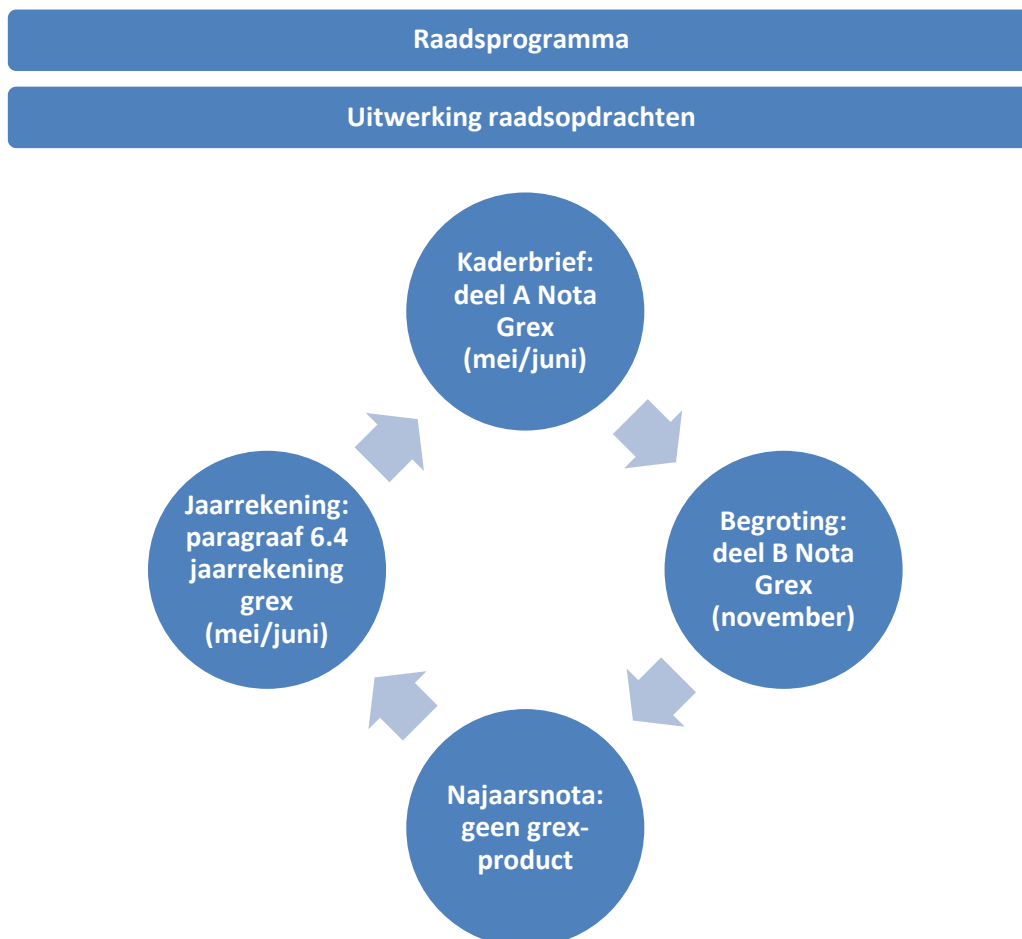 Raadsprogramma
Uitwerking raadsopdrachten
Kaderbrief:
deel A Nota
Grex
(mei/juni)
Begroting:
deel B Nota
Grex
(november)
Najaarsnota:
geen grex-
product
Jaarrekening:
paragraaf 6.4
jaarrekening
grex
(mei/juni)